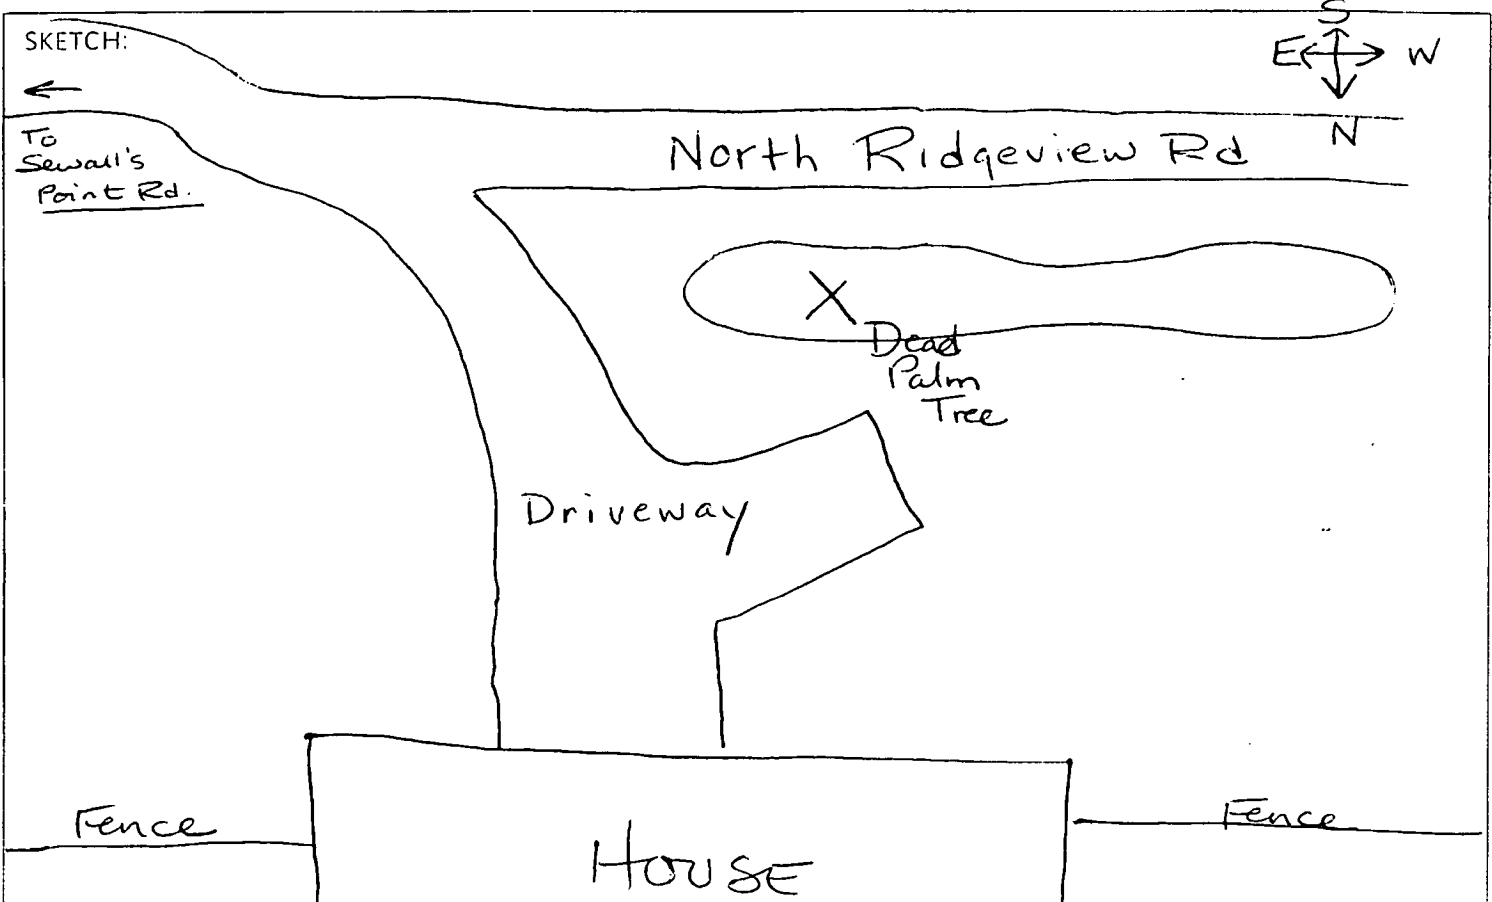 SKETCH:
S
E W
N
To
Sewall's
Point Rd.
North Ridgeview Rd
Dead
Palm
Tree
Driveway
Fence
Fence
HOUSE